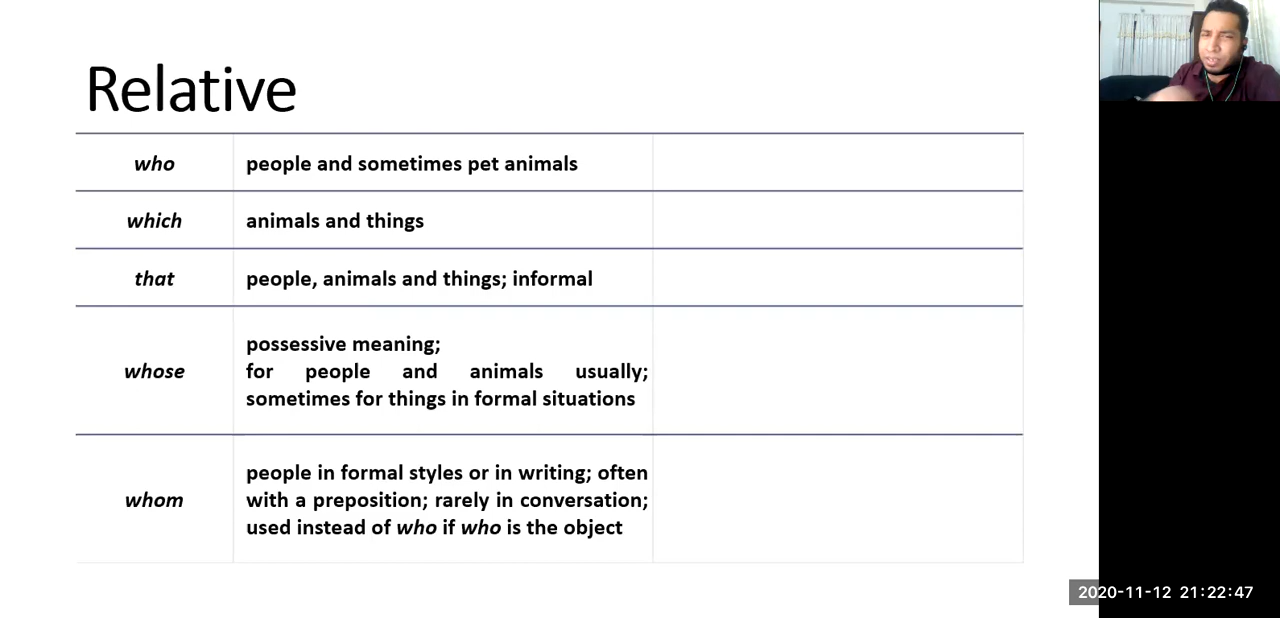 Relative
who
people and sometimes pet animals
which
animals and things
that
people, animals and things; informal
whose
possessive meaning;
for people and animals usually;
sometimes for things in formal situations
whom
people in formal styles or in writing; often
with a preposition; rarely in conversation;
used instead of who if who is the object
2020-11-12 21:22:47